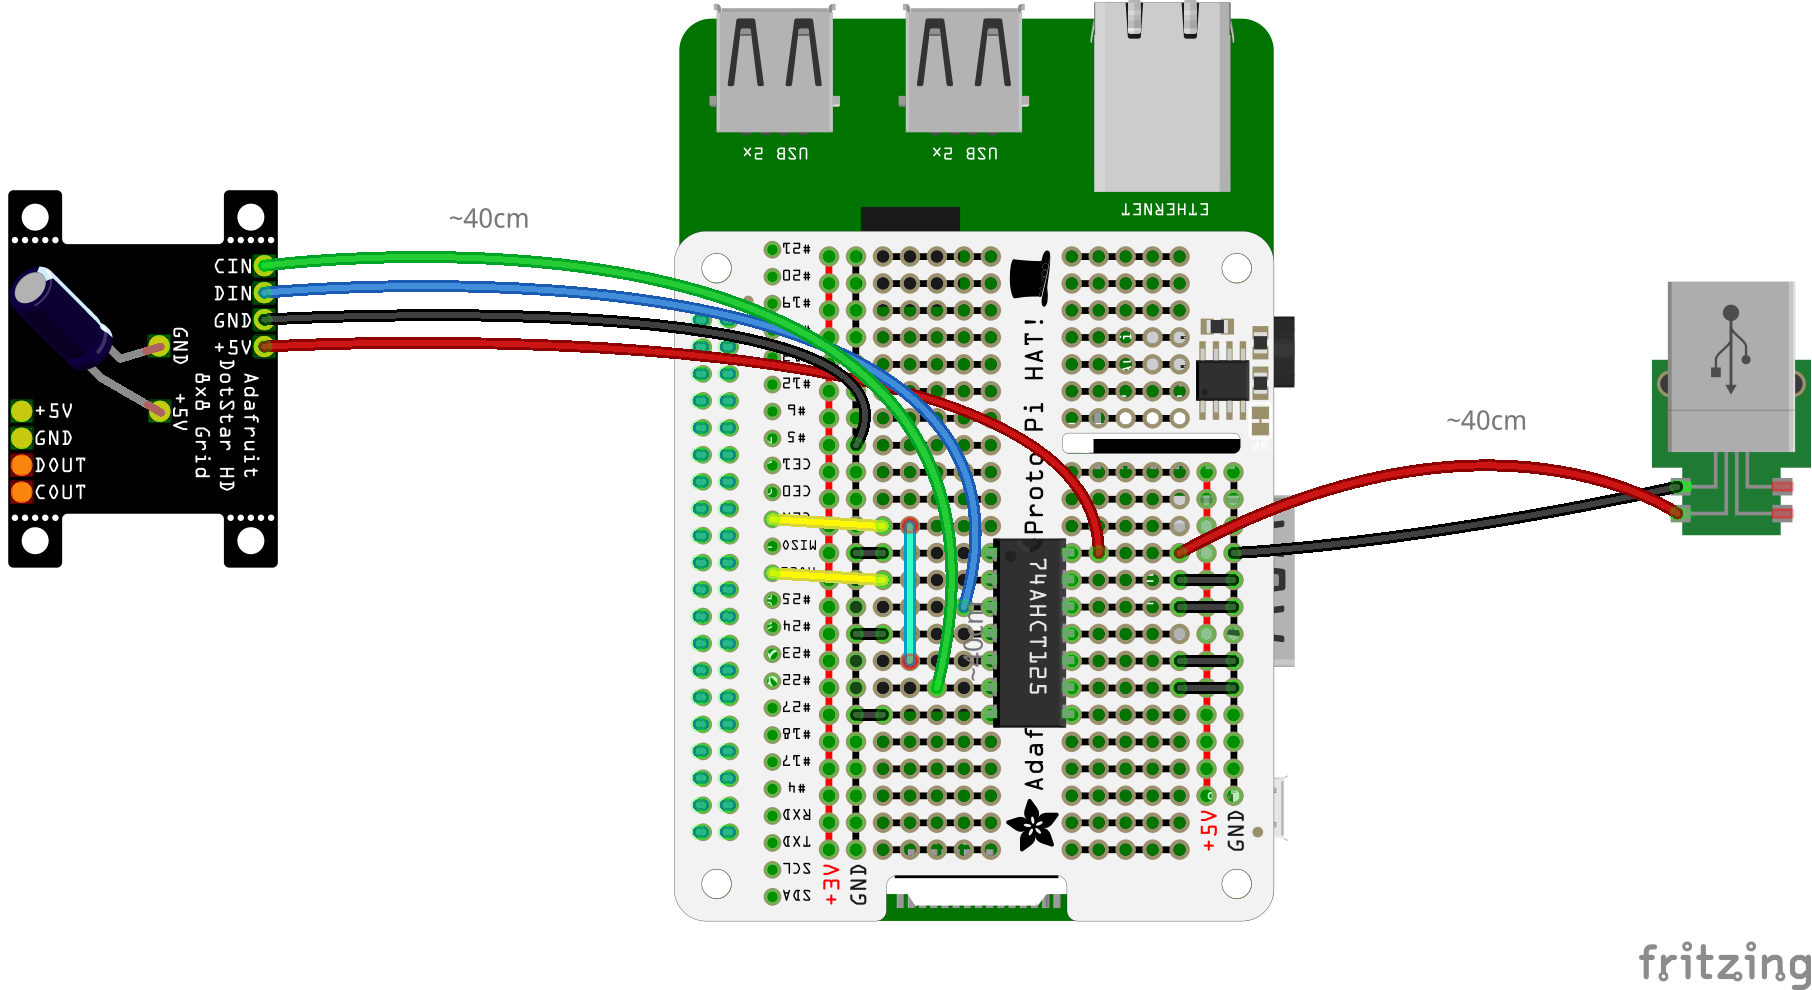 ~40cm
~40cm
USB 2x
USB 2x
ETHERNET
CIN
DIN
GND
+5V
GND
+5V
+5V
GND
DOUT
COUT
Adafruit
DotStar HD
8x8 Grid
#21
#20
#19
#12
#6
#5
CE1
CE0
MISO
#25
#24
#23
#22
#27
#18
#17
#4
RXD
TXD
SCL
SDA
+3V
GND
Proto Pi HAT!
74AHCT125
Adaf
+5V
GND
fritzing